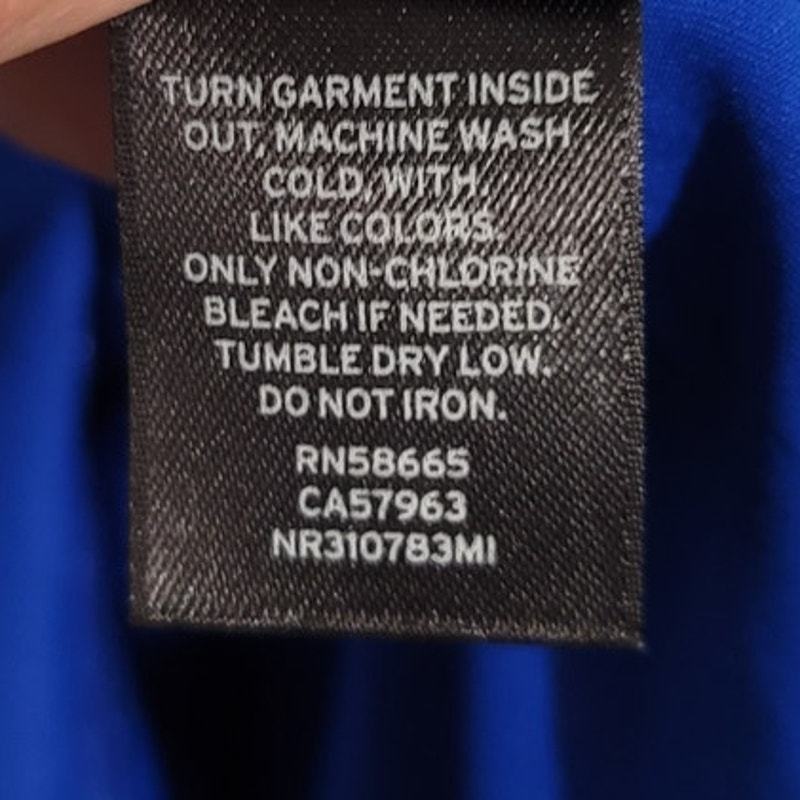 TURN GARMENT INSIDE
OUT, MACHINE WASH
COLD, WITH
LIKE COLORS.
ONLY NON-CHLORINE
BLEACH IF NEEDED.
TUMBLE DRY LOW.
DO NOT IRON.
RN58665
CA57963
NR310783MI